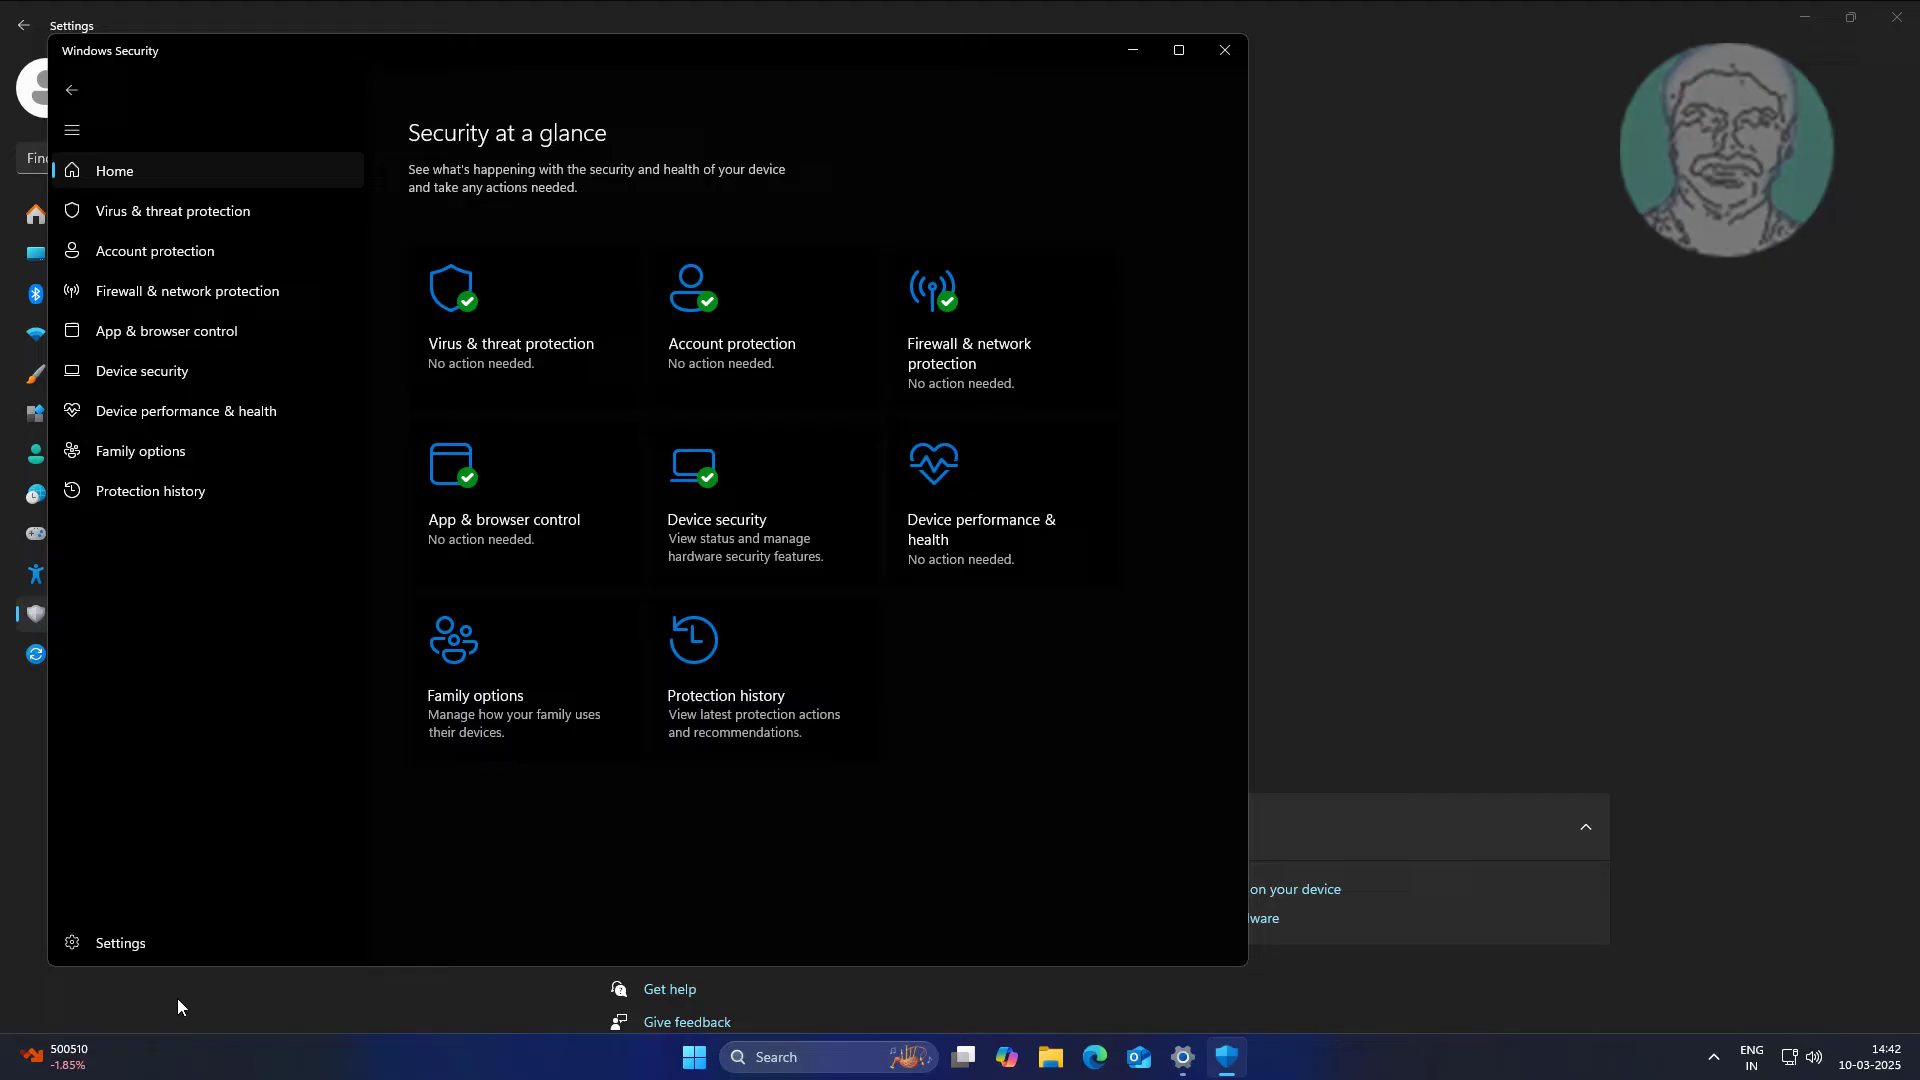 Settings
Windows Security
Find
Home
Virus & threat protection
Account protection
Firewall & network protection
App & browser control
Device security
Device performance & health
Family options
Protection history
Settings
Security at a glance
See what's happening with the security and health of your device
and take any actions needed.
Virus & threat protection
No action needed.
Account protection
No action needed.
Firewall & network
protection
No action needed.
App & browser control
No action needed.
Device security
View status and manage
hardware security features.
Device performance &
health
No action needed.
Family options
Manage how your family uses
their devices.
Protection history
View latest protection actions
and recommendations.
on your device
lware
Get help
Give feedback
500510
-1.85%
Search
ENG
IN
14:42
10-03-2025